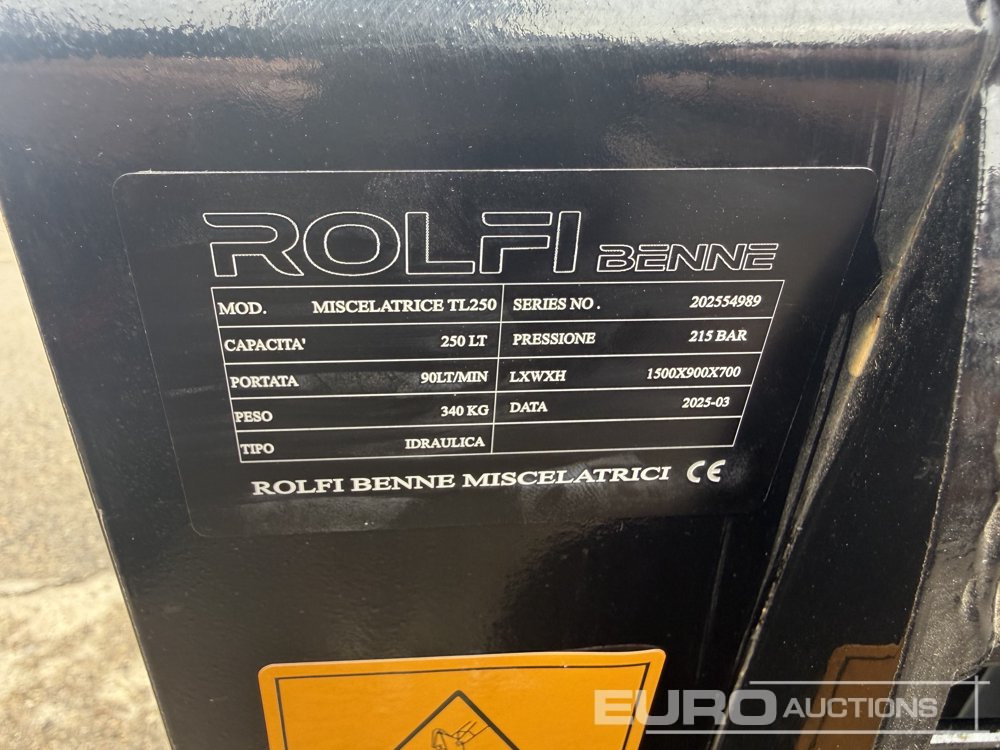 ROLFI BENNE
MOD. MISCELATRICE TL250 SERIES NO . 202554989
CAPACITA' 250 LT PRESSIONE 215 BAR
PORTATA 90LT/MIN LXWXH 1500X900X700
PESO 340 KG DATA 2025-03
TIPO IDRAULICA
ROLFI BENNE MISCELATRICI CE
EURO AUCTIONS